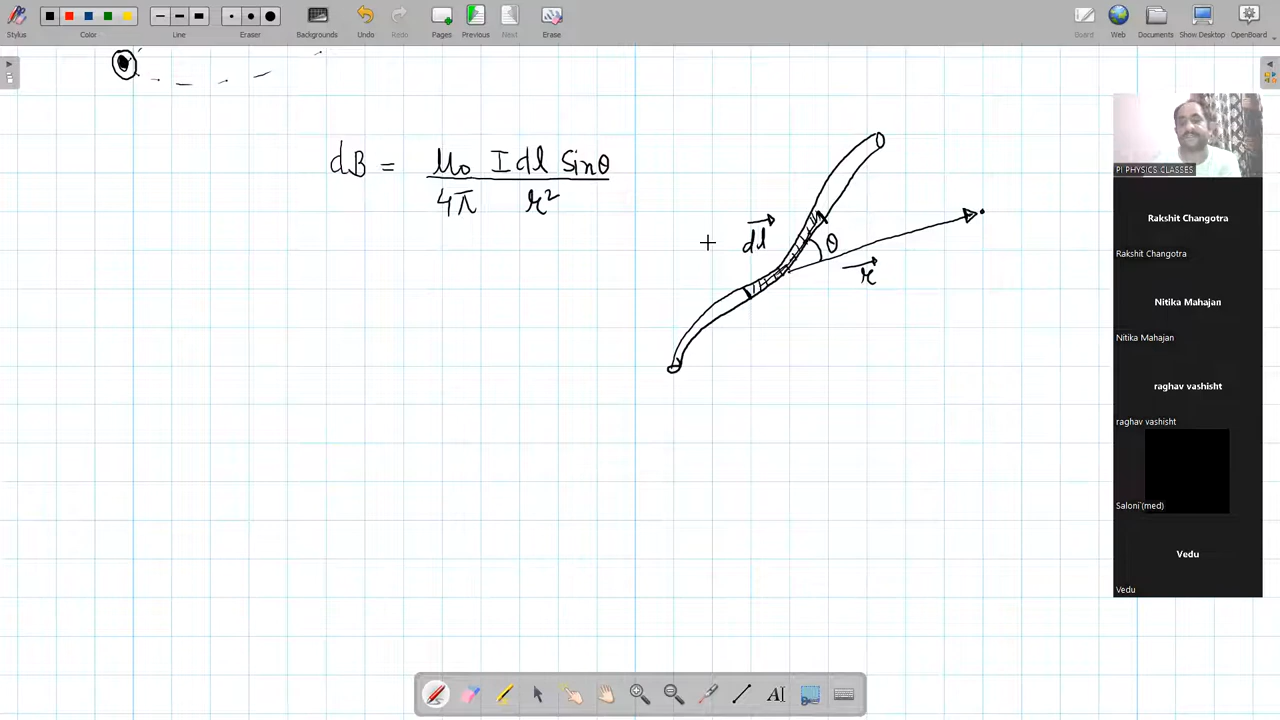 Stylus
Color
Line
Eraser
Backgrounds
Undo
Redo
Pages
Previous
Next
Erase
Board
Web
Documents
Show Desktop
OpenBoard
dB = μ₀ I dl Sinθ
4π r²
+ dl
θ
r
PI PHYSICS CLASSES
Rakshit Changotra
Rakshit Changotra
Nitika Mahajan
Nitika Mahajan
raghav vashisht
raghav vashisht
Saloni (med)
Vedu
Vedu
AI